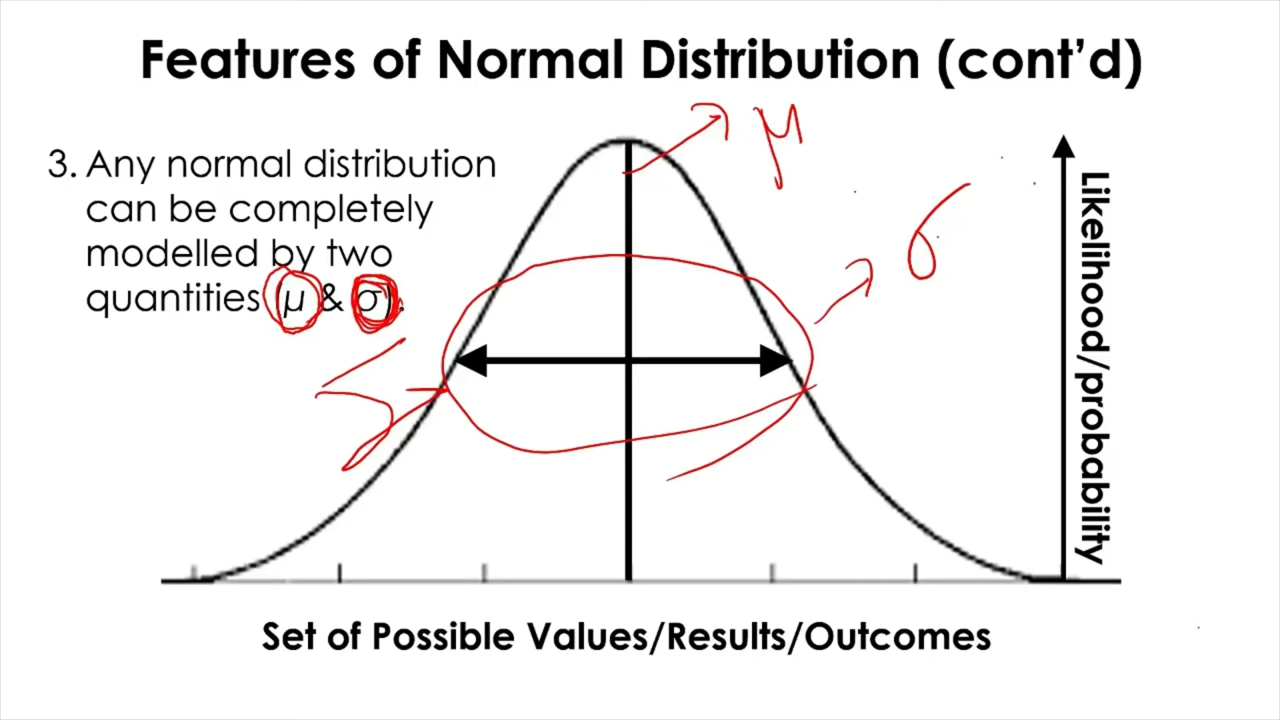 Features of Normal Distribution (cont’d)
3. Any normal distribution
can be completely
modelled by two
quantities (µ & σ).
μ
σ
Likelihood/probability
Set of Possible Values/Results/Outcomes